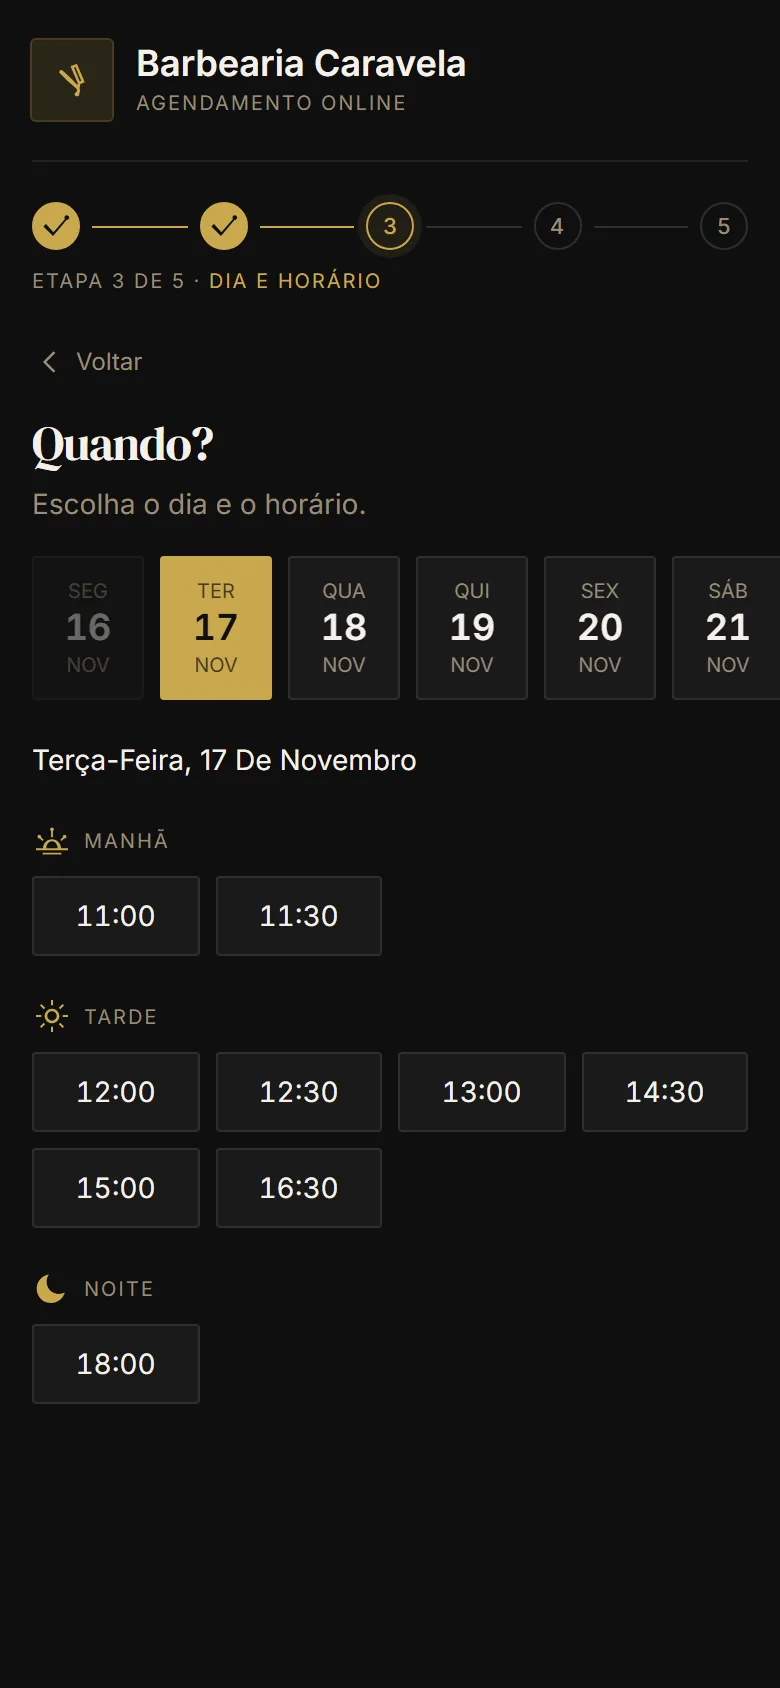 Barbearia Caravela
AGENDAMENTO ONLINE
3 4 5
ETAPA 3 DE 5 · DIA E HORÁRIO
Voltar
Quando?
Escolha o dia e o horário.
SEG TER QUA QUI SEX SÁB
16 17 18 19 20 21
NOV NOV NOV NOV NOV NOV
Terça-Feira, 17 De Novembro
MANHÃ
11:00 11:30
TARDE
12:00 12:30 13:00 14:30
15:00 16:30
NOITE
18:00